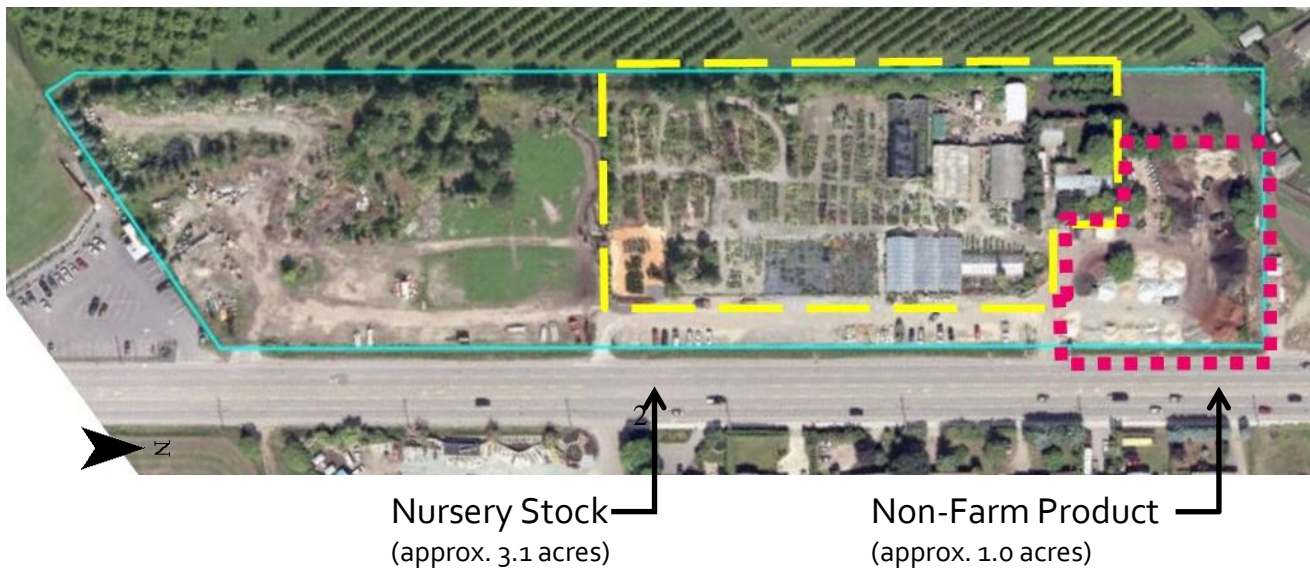 2
N
Nursery Stock
(approx. 3.1 acres)
Non-Farm Product
(approx. 1.0 acres)